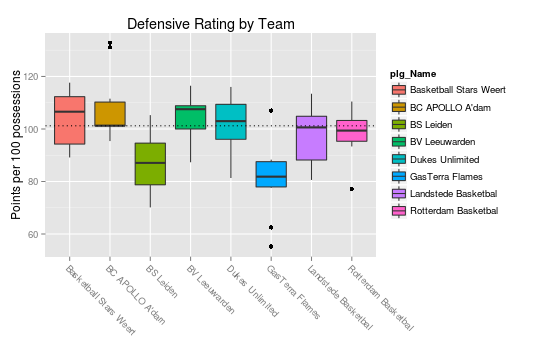 Defensive Rating by Team
Points per 100 possessions
120
100
80
60
Basketball Stars Weert
BC APOLLO A'dam
BS Leiden
BV Leeuwarden
Dukes Unlimited
GasTerra Flames
Landstede Basketbal
Rotterdam Basketbal
plg_Name
Basketball Stars Weert
BC APOLLO A'dam
BS Leiden
BV Leeuwarden
Dukes Unlimited
GasTerra Flames
Landstede Basketbal
Rotterdam Basketbal